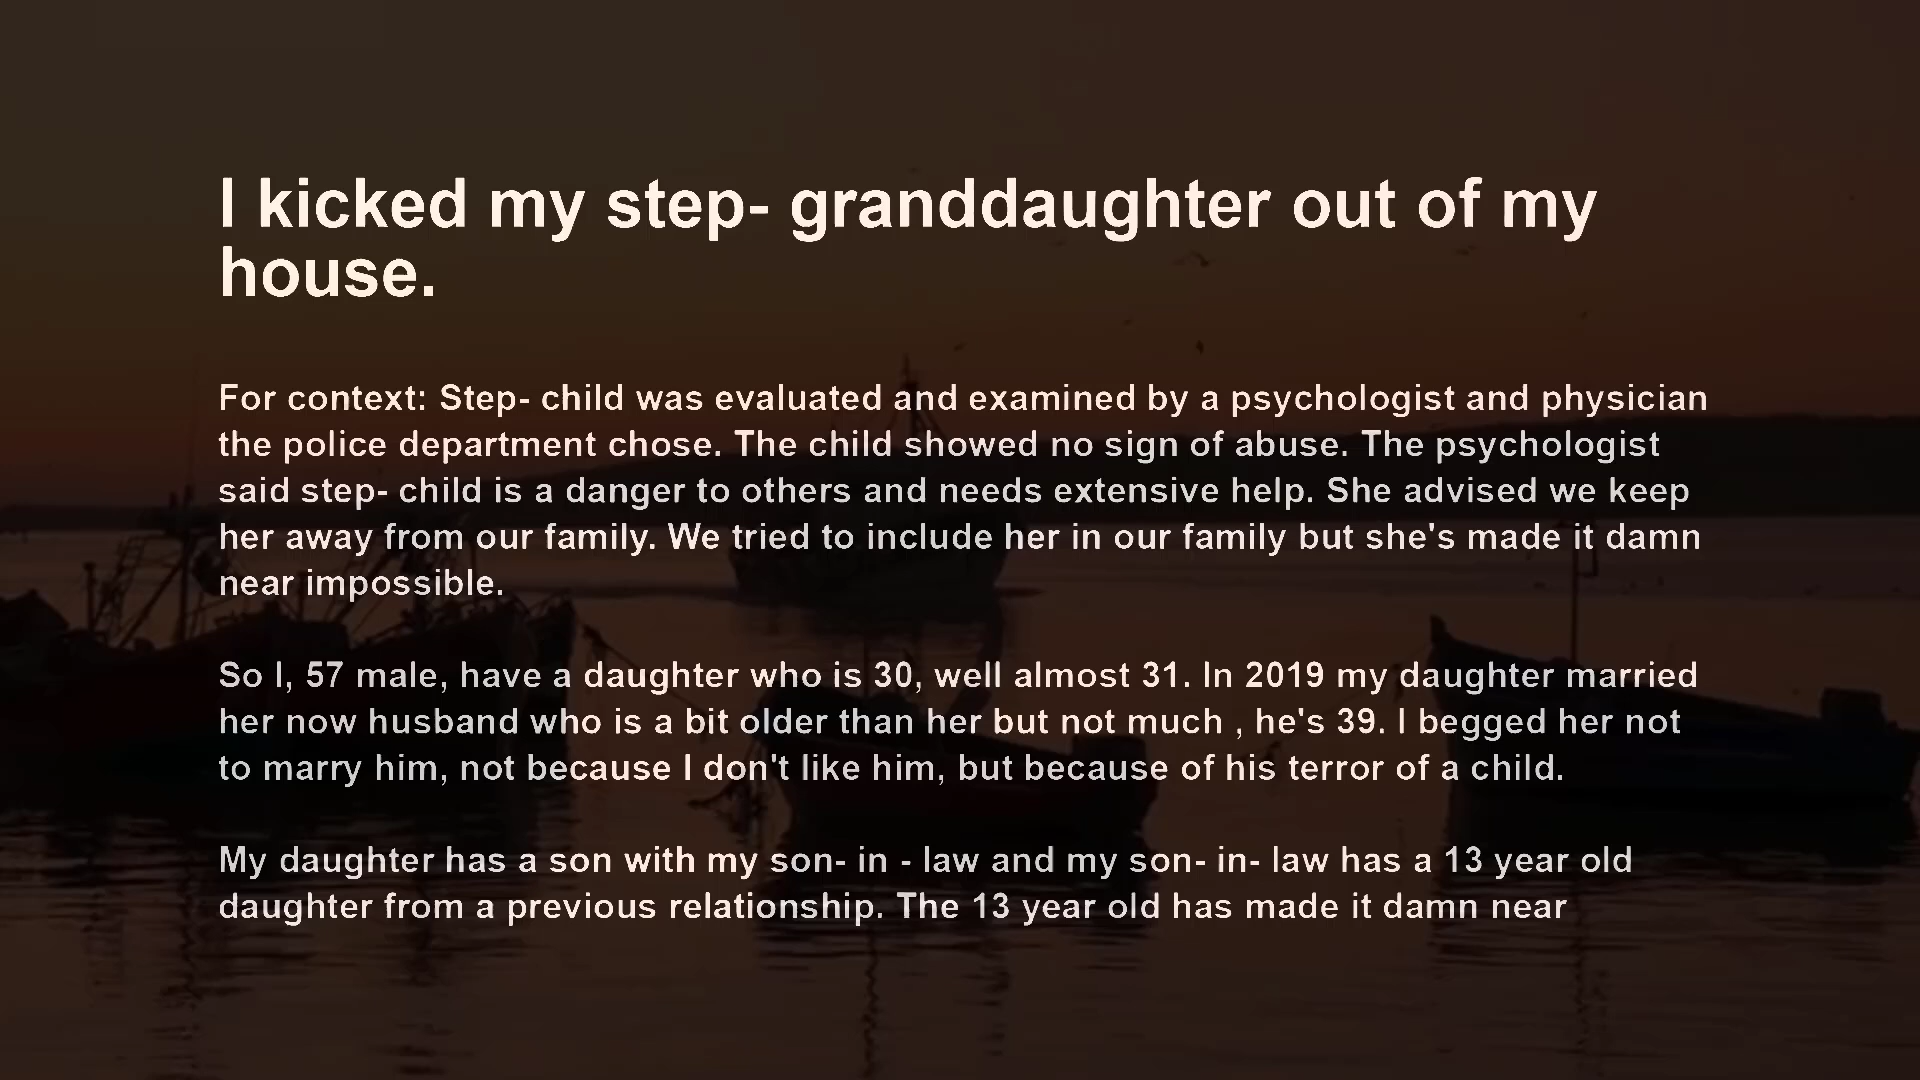 I kicked my step- granddaughter out of my
house.
For context: Step- child was evaluated and examined by a psychologist and physician
the police department chose. The child showed no sign of abuse. The psychologist
said step- child is a danger to others and needs extensive help. She advised we keep
her away from our family. We tried to include her in our family but she's made it damn
near impossible.
So I, 57 male, have a daughter who is 30, well almost 31. In 2019 my daughter married
her now husband who is a bit older than her but not much , he's 39. I begged her not
to marry him, not because I don't like him, but because of his terror of a child.
My daughter has a son with my son- in - law and my son- in- law has a 13 year old
daughter from a previous relationship. The 13 year old has made it damn near